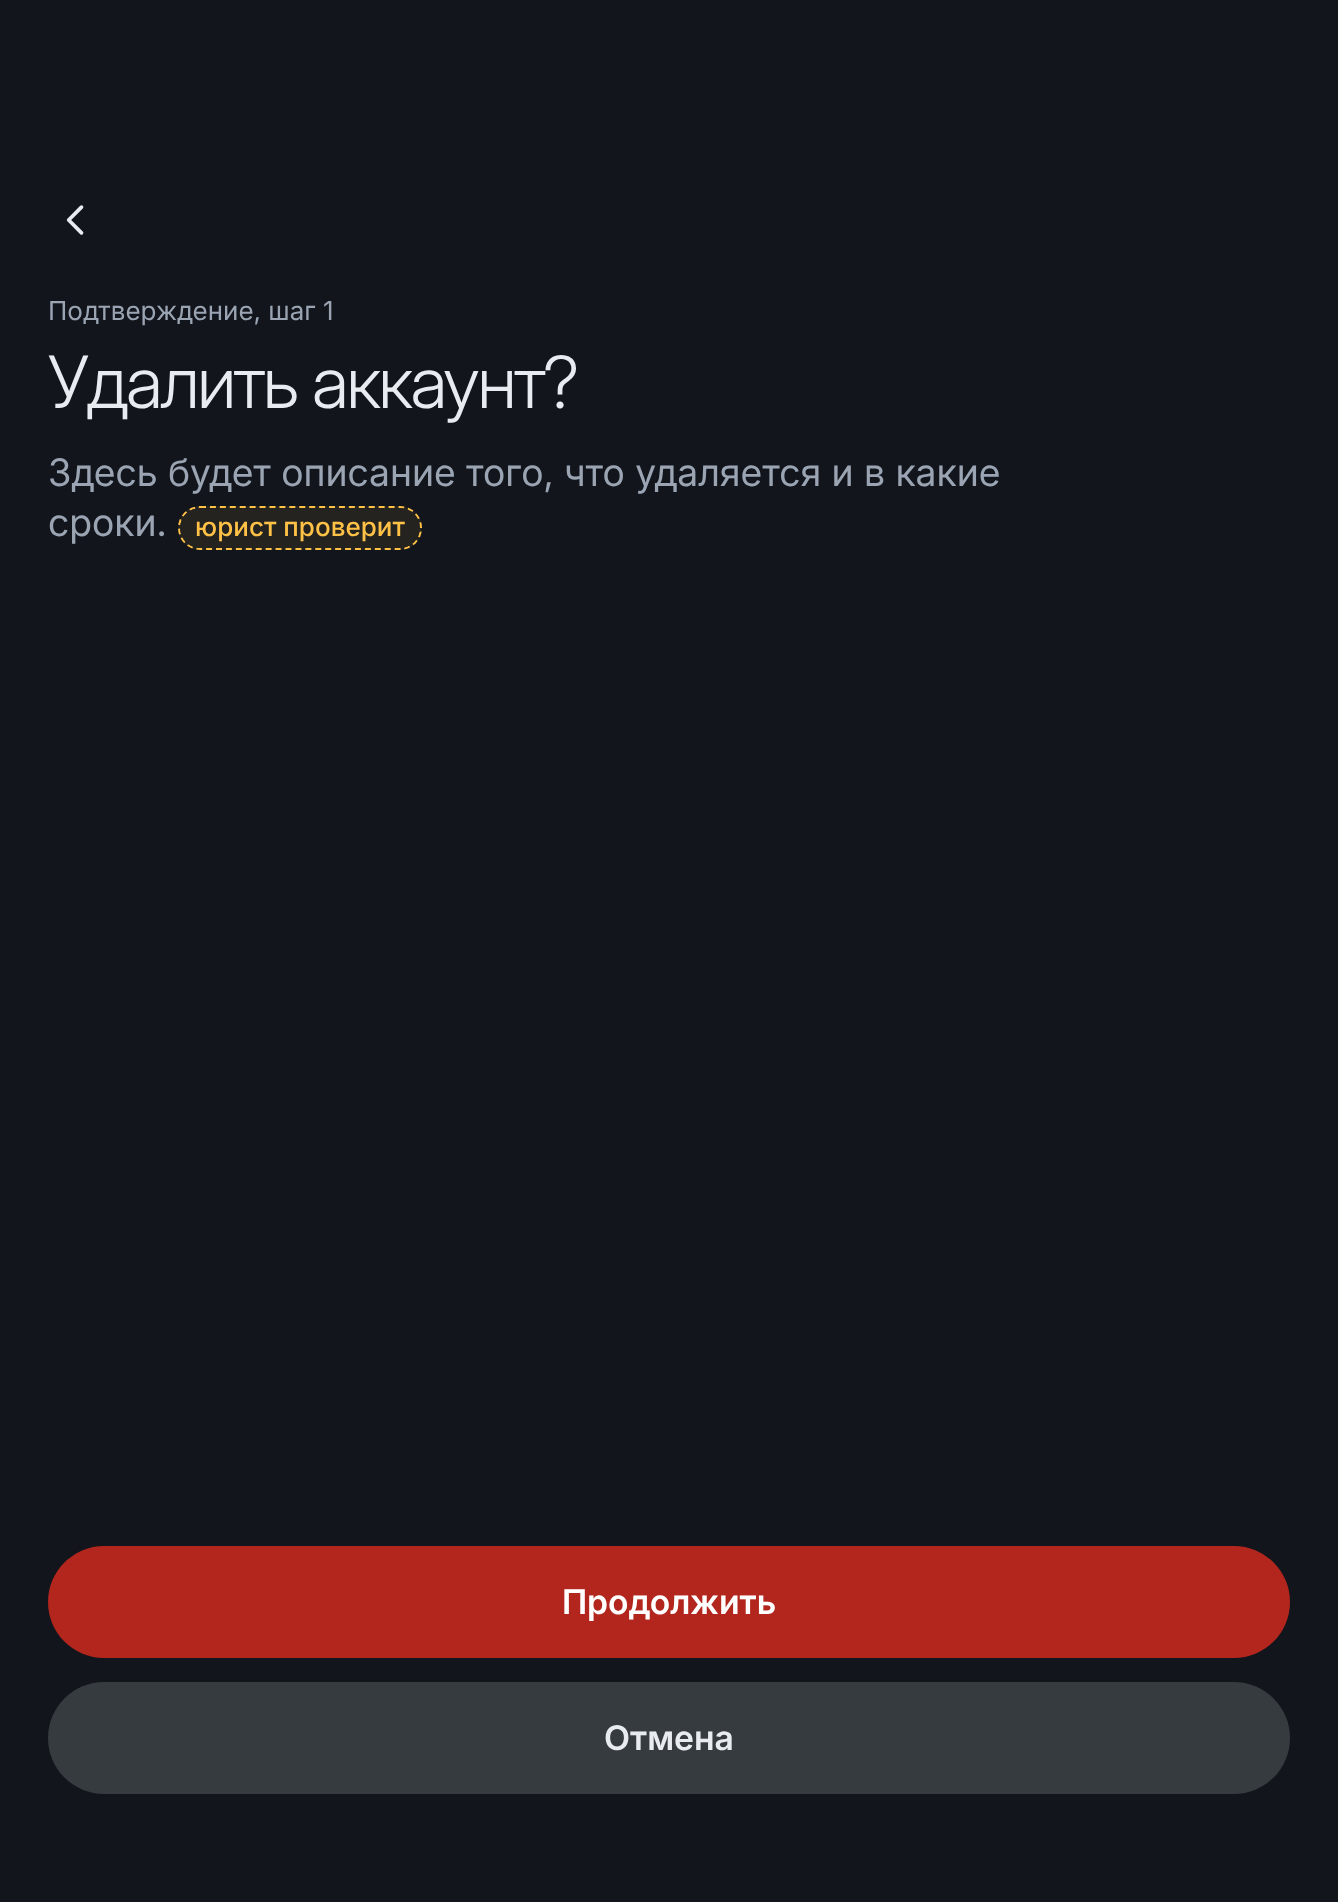 Подтверждение, шаг 1
Удалить аккаунт?
Здесь будет описание того, что удаляется и в какие
сроки. юрист проверит
Продолжить
Отмена